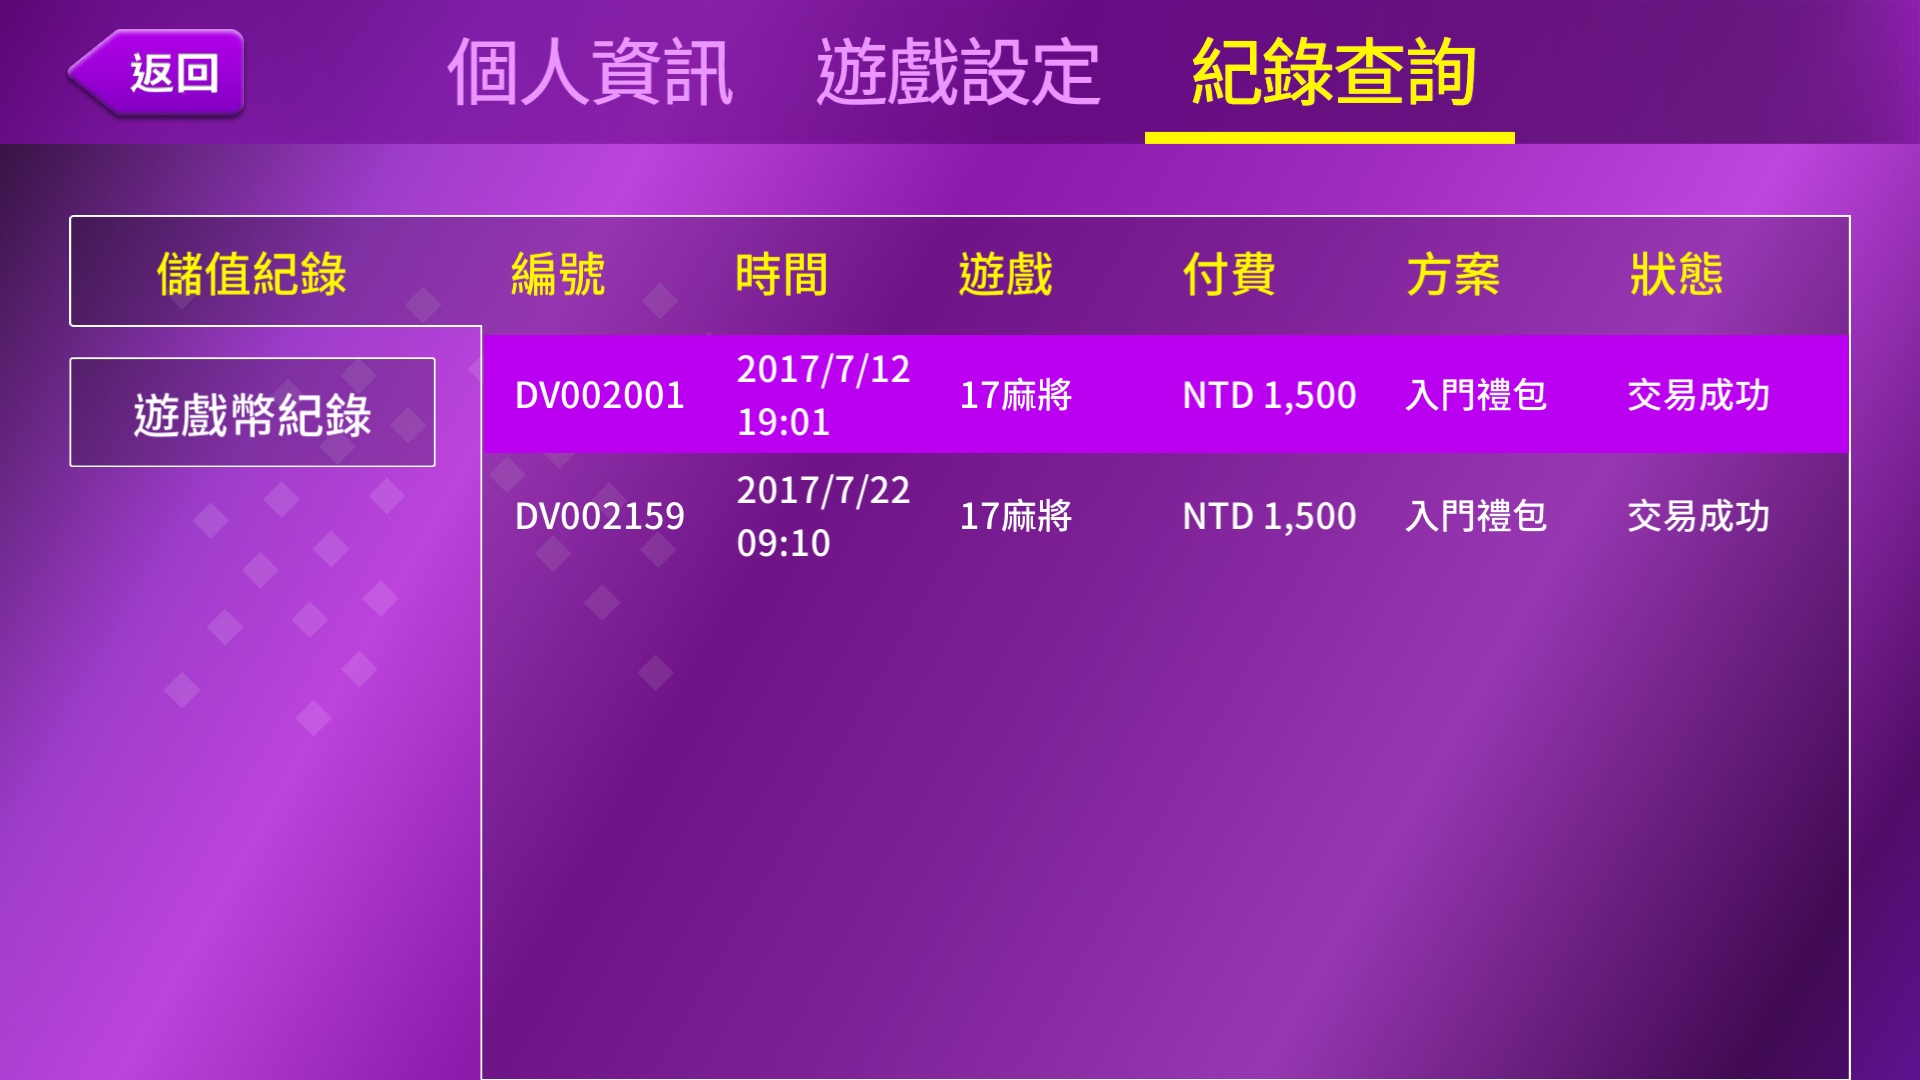 返回
個人資訊 遊戲設定 紀錄查詢
儲值紀錄 編號 時間 遊戲 付費 方案 狀態
遊戲幣紀錄
DV002001 2017/7/12 19:01 17麻將 NTD 1,500 入門禮包 交易成功
DV002159 2017/7/22 09:10 17麻將 NTD 1,500 入門禮包 交易成功